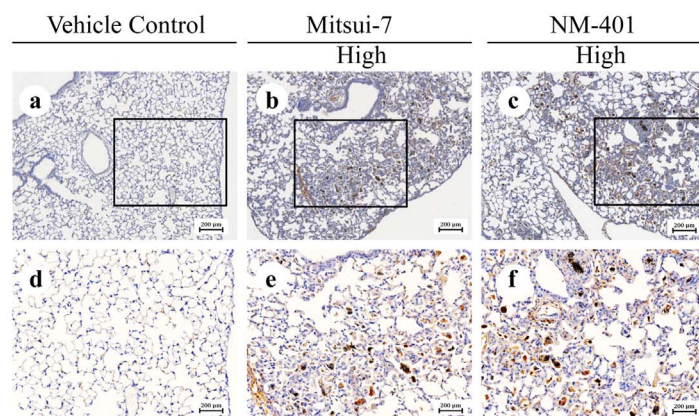 Vehicle Control Mitsui-7 NM-401
High High
a b c
200 µm 200 µm 200 µm
d e f
200 µm 200 µm 200 µm